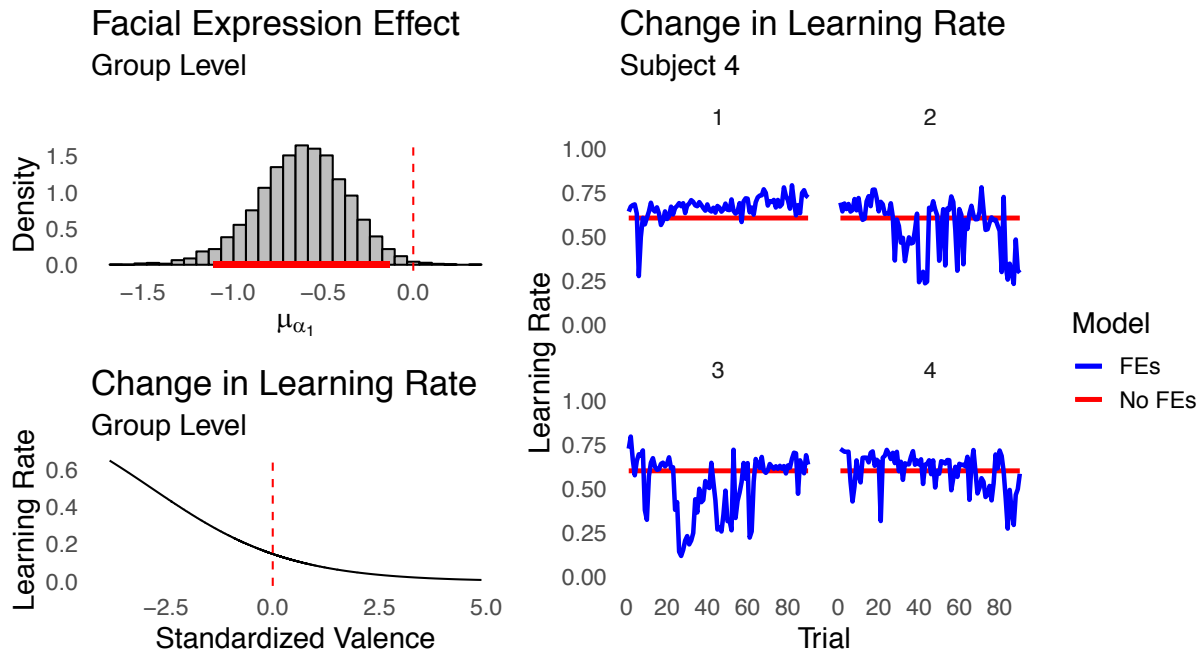 Facial Expression Effect
Group Level
Density
1.5
1.0
0.5
0.0
−1.5 −1.0 −0.5 0.0
μα1
Change in Learning Rate
Group Level
Learning Rate
0.6
0.4
0.2
0.0
−2.5 0.0 2.5 5.0
Standardized Valence
Change in Learning Rate
Subject 4
Learning Rate
1 2
1.00
0.75
0.50
0.25
0.00
3 4
1.00
0.75
0.50
0.25
0.00
0 20 40 60 80 0 20 40 60 80
Trial
Model
FEs
No FEs